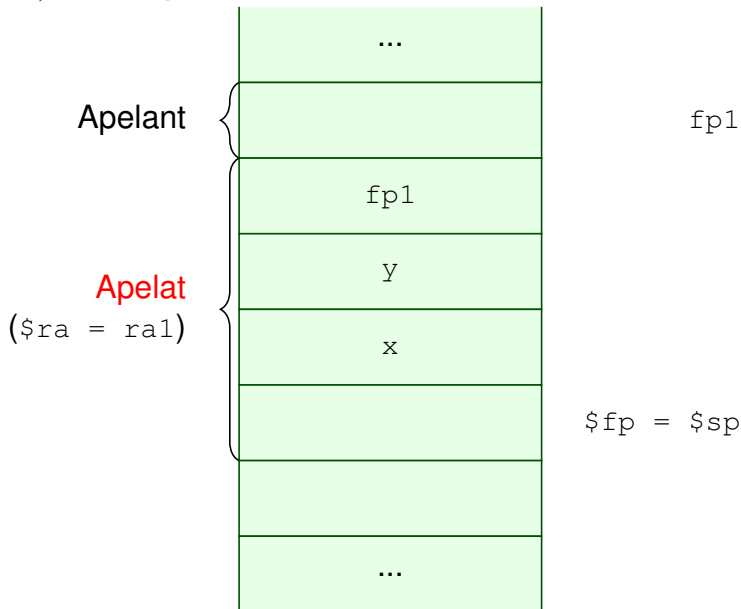 ...
Apelant
fp1
fp1
y
Apelat
($ra = ra1)
x
$fp = $sp
...